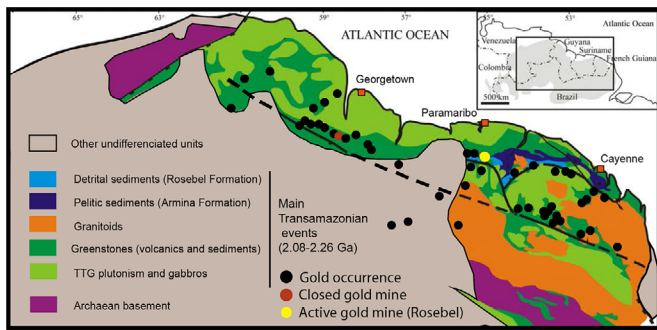 65°
63°
59°
57°
55°
53°
ATLANTIC OCEAN
Georgetown
Paramaribo
Cayenne
Atlantic Ocean
Venezuela
Guyana
Suriname
French Guiana
Colombia
Brazil
500 km
Other undifferenciated units
Detrital sediments (Rosebel Formation)
Pelitic sediments (Armina Formation)
Granitoids
Greenstones (volcanics and sediments)
TTG plutonism and gabbros
Archaean basement
Main
Transamazonian
events
(2.08-2.26 Ga)
Gold occurrence
Closed gold mine
Active gold mine (Rosebel)